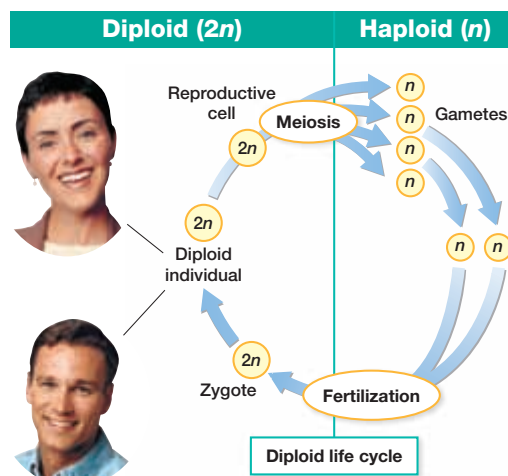 Diploid (2n)
Haploid (n)
Reproductive
cell
Meiosis
Gametes
n
n
n
n
2n
2n
Diploid
individual
n
n
2n
Zygote
Fertilization
Diploid life cycle